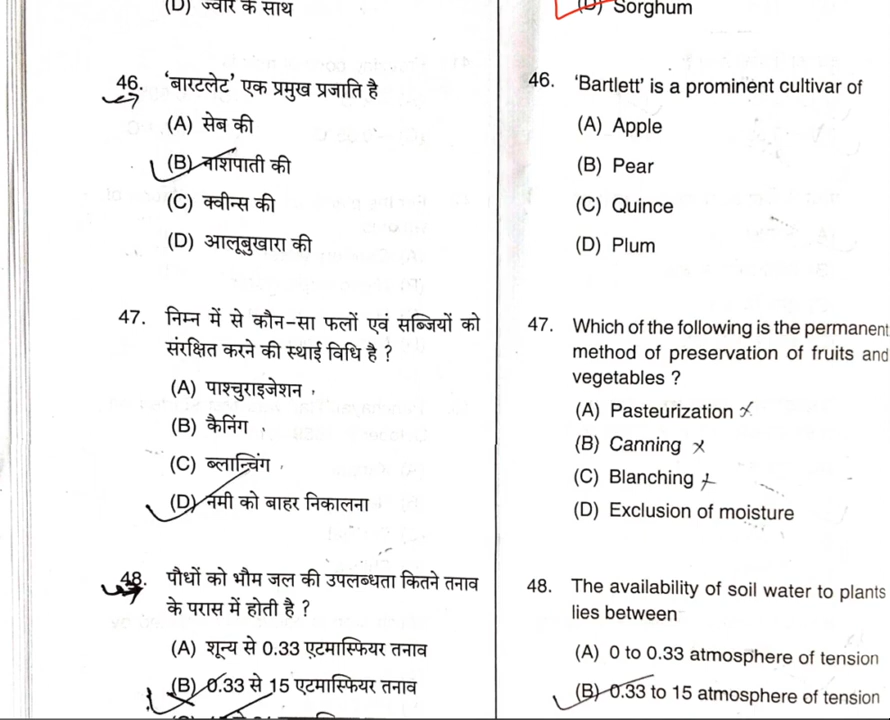 (D) ज्वार के साथ
46. 'बारटलेट' एक प्रमुख प्रजाति है
(A) सेब की
(B) नाशपाती की
(C) क्वीन्स की
(D) आलूबुखारा की
47. निम्न में से कौन-सा फलों एवं सब्जियों को
संरक्षित करने की स्थाई विधि है ?
(A) पाश्चुराइजेशन
(B) कैनिंग
(C) ब्लान्चिंग
(D) नमी को बाहर निकालना
48. पौधों को भौम जल की उपलब्धता कितने तनाव
के परास में होती है ?
(A) शून्य से 0.33 एटमास्फियर तनाव
(B) 0.33 से 15 एटमास्फियर तनाव
(D) Sorghum
46. 'Bartlett' is a prominent cultivar of
(A) Apple
(B) Pear
(C) Quince
(D) Plum
47. Which of the following is the permanent
method of preservation of fruits and
vegetables ?
(A) Pasteurization
(B) Canning
(C) Blanching
(D) Exclusion of moisture
48. The availability of soil water to plants
lies between
(A) 0 to 0.33 atmosphere of tension
(B) 0.33 to 15 atmosphere of tension